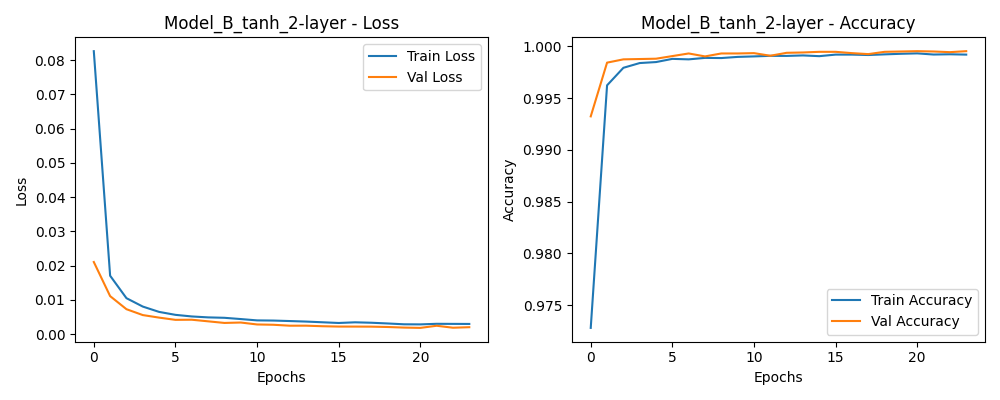 Model_B_tanh_2-layer - Loss
Loss
0.08
0.07
0.06
0.05
0.04
0.03
0.02
0.01
0.00
Train Loss
Val Loss
0 5 10 15 20
Epochs
Model_B_tanh_2-layer - Accuracy
Accuracy
1.000
0.995
0.990
0.985
0.980
0.975
Train Accuracy
Val Accuracy
0 5 10 15 20
Epochs